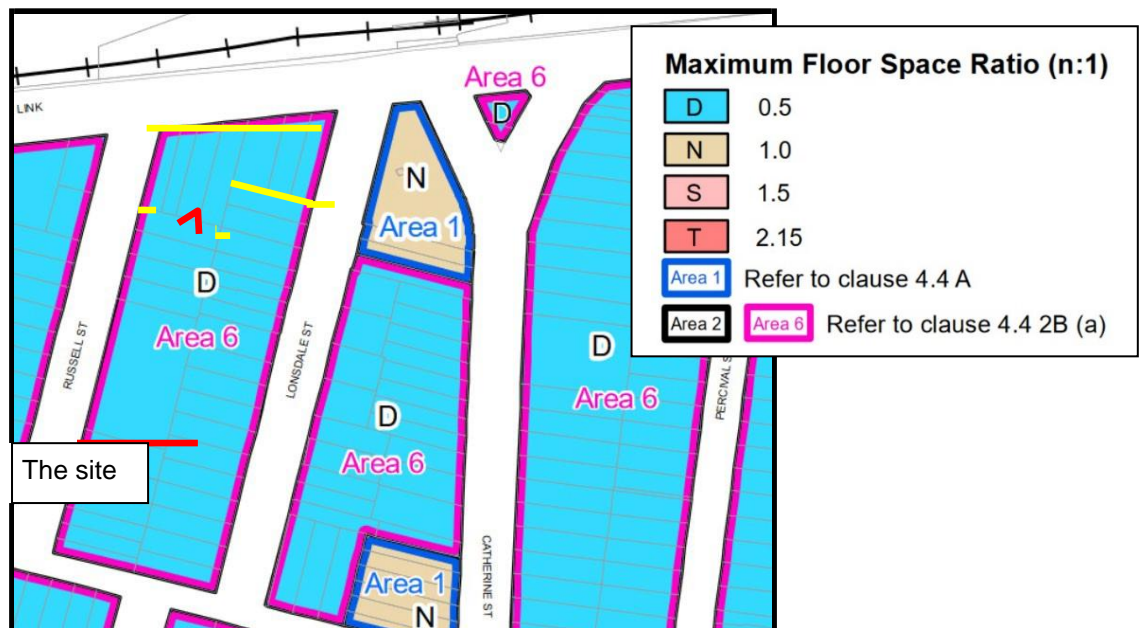 LINK
Area 6
D
N
Area 1
D
Area 6
RUSSELL ST
LONSDALE ST
D
Area 6
D
Area 6
PERCIVAL S
The site
CATHERINE ST
Area 1
N
Maximum Floor Space Ratio (n:1)
D 0.5
N 1.0
S 1.5
T 2.15
Area 1 Refer to clause 4.4 A
Area 2 Area 6 Refer to clause 4.4 2B (a)